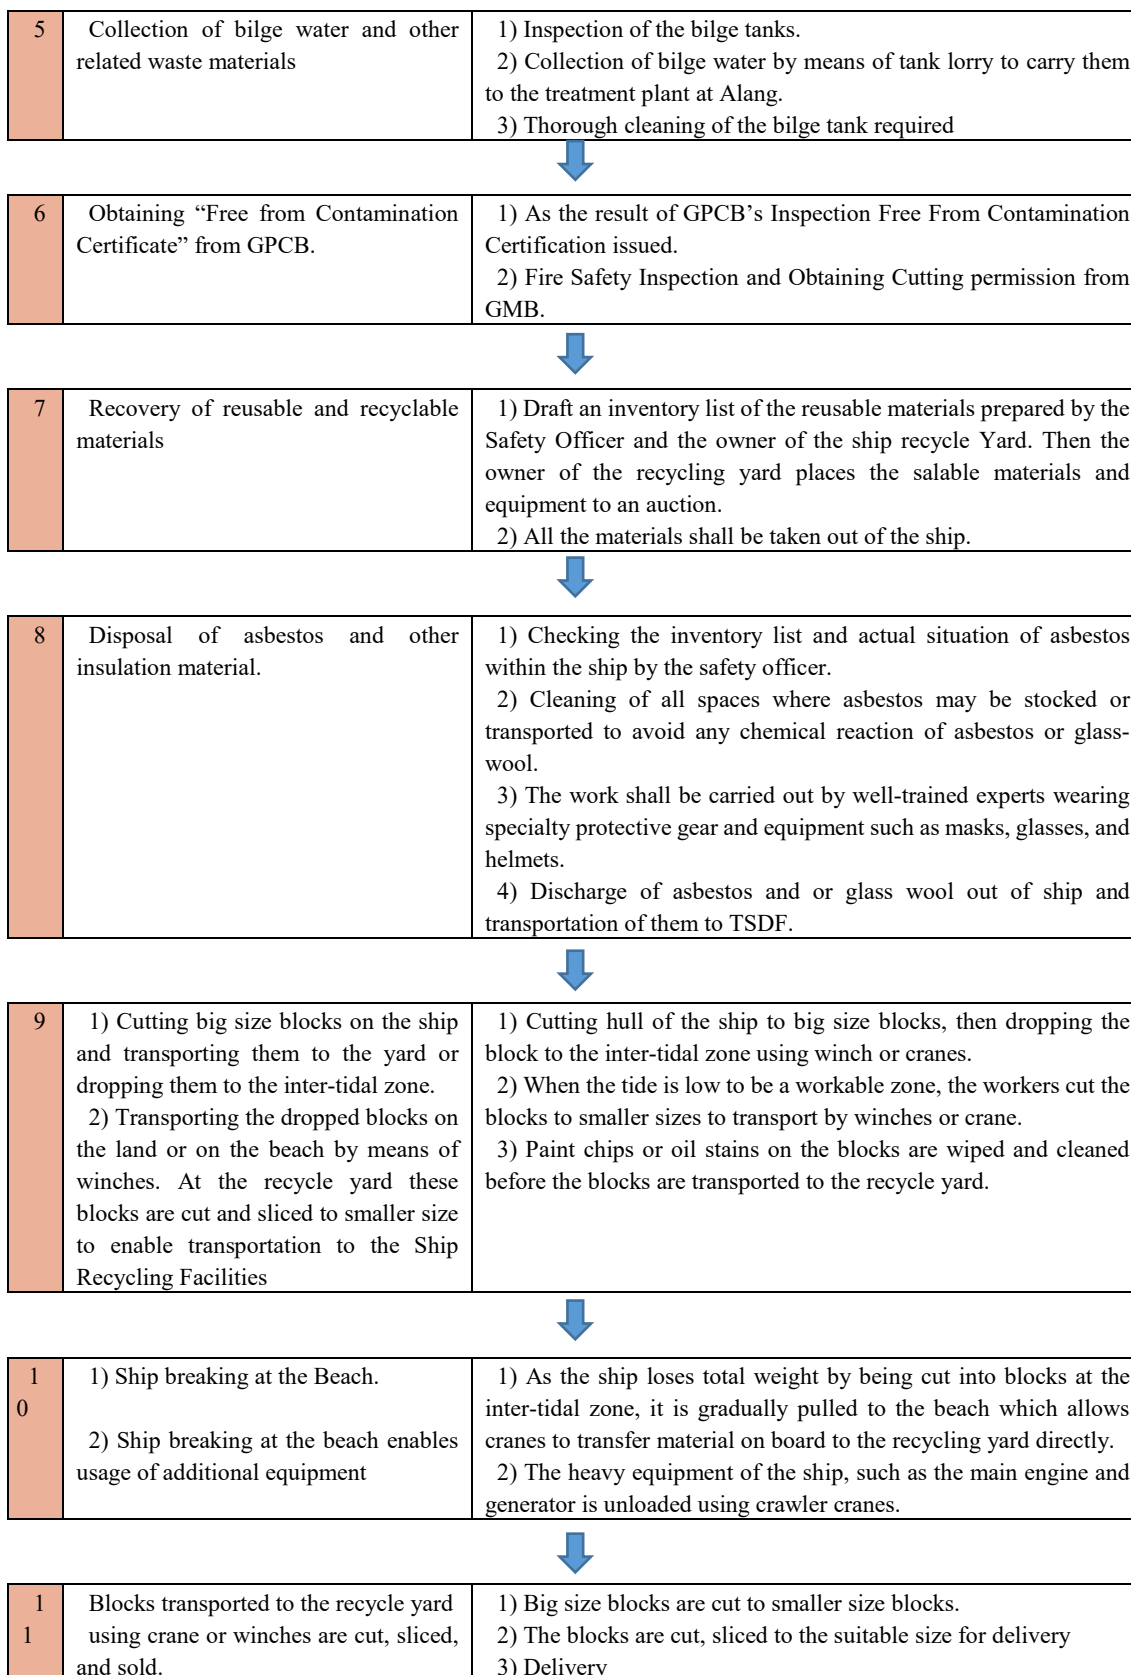 5
Collection of bilge water and other
related waste materials
1) Inspection of the bilge tanks.
2) Collection of bilge water by means of tank lorry to carry them
to the treatment plant at Alang.
3) Thorough cleaning of the bilge tank required
6
Obtaining “Free from Contamination
Certificate” from GPCB.
1) As the result of GPCB’s Inspection Free From Contamination
Certification issued.
2) Fire Safety Inspection and Obtaining Cutting permission from
GMB.
7
Recovery of reusable and recyclable
materials
1) Draft an inventory list of the reusable materials prepared by the
Safety Officer and the owner of the ship recycle Yard. Then the
owner of the recycling yard places the salable materials and
equipment to an auction.
2) All the materials shall be taken out of the ship.
8
Disposal of asbestos and other
insulation material.
1) Checking the inventory list and actual situation of asbestos
within the ship by the safety officer.
2) Cleaning of all spaces where asbestos may be stocked or
transported to avoid any chemical reaction of asbestos or glass-
wool.
3) The work shall be carried out by well-trained experts wearing
specialty protective gear and equipment such as masks, glasses, and
helmets.
4) Discharge of asbestos and or glass wool out of ship and
transportation of them to TSDF.
9
1) Cutting big size blocks on the ship
and transporting them to the yard or
dropping them to the inter-tidal zone.
2) Transporting the dropped blocks on
the land or on the beach by means of
winches. At the recycle yard these
blocks are cut and sliced to smaller size
to enable transportation to the Ship
Recycling Facilities
1) Cutting hull of the ship to big size blocks, then dropping the
block to the inter-tidal zone using winch or cranes.
2) When the tide is low to be a workable zone, the workers cut the
blocks to smaller sizes to transport by winches or crane.
3) Paint chips or oil stains on the blocks are wiped and cleaned
before the blocks are transported to the recycle yard.
1
0
1) Ship breaking at the Beach.
2) Ship breaking at the beach enables
usage of additional equipment
1) As the ship loses total weight by being cut into blocks at the
inter-tidal zone, it is gradually pulled to the beach which allows
cranes to transfer material on board to the recycling yard directly.
2) The heavy equipment of the ship, such as the main engine and
generator is unloaded using crawler cranes.
1
1
Blocks transported to the recycle yard
using crane or winches are cut, sliced,
and sold.
1) Big size blocks are cut to smaller size blocks.
2) The blocks are cut, sliced to the suitable size for delivery
3) Delivery